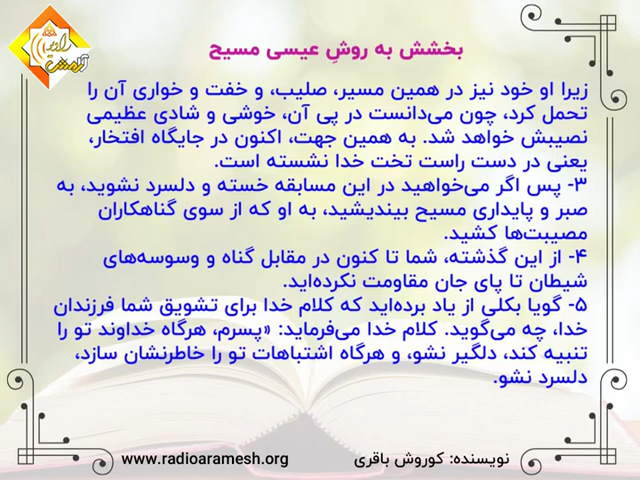 رادیو
آرامش
بخشش به روشِ عیسی مسیح
زیرا او خود نیز در همین مسیر، صلیب، و خفت و خواری آن را
تحمل کرد، چون می‌دانست در پی آن، خوشی و شادی عظیمی
نصیبش خواهد شد. به همین جهت، اکنون در جایگاه افتخار،
یعنی در دست راست تخت خدا نشسته است.
۳- پس اگر می‌خواهید در این مسابقه خسته و دلسرد نشوید، به
صبر و پایداری مسیح بیندیشید، به او که از سوی گناهکاران
مصیبت‌ها کشید.
۴- از این گذشته، شما تا کنون در مقابل گناه و وسوسه‌های
شیطان تا پای جان مقاومت نکرده‌اید.
۵- گویا بکلی از یاد برده‌اید که کلام خدا برای تشویق شما فرزندان
خدا، چه می‌گوید. کلام خدا می‌فرماید: «پسرم، هرگاه خداوند تو را
تنبیه کند، دلگیر نشو، و هرگاه اشتباهات تو را خاطرنشان سازد،
دلسرد نشو.
نویسنده: کوروش باقری
www.radioaramesh.org